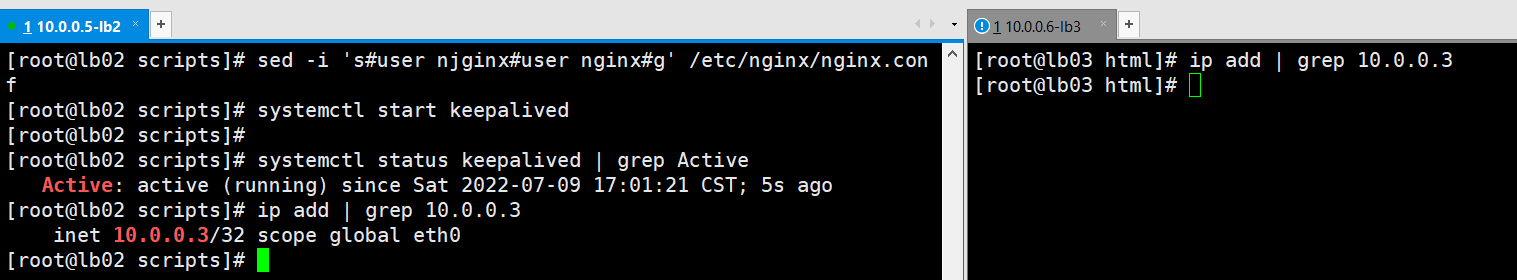 1 10.0.0.5-lb2 × +
[root@lb02 scripts]# sed -i 's#user njginx#user nginx#g' /etc/nginx/nginx.con
f
[root@lb02 scripts]# systemctl start keepalived
[root@lb02 scripts]#
[root@lb02 scripts]# systemctl status keepalived | grep Active
   Active: active (running) since Sat 2022-07-09 17:01:21 CST; 5s ago
[root@lb02 scripts]# ip add | grep 10.0.0.3
    inet 10.0.0.3/32 scope global eth0
[root@lb02 scripts]#
1 10.0.0.6-lb3 × +
[root@lb03 html]# ip add | grep 10.0.0.3
[root@lb03 html]#